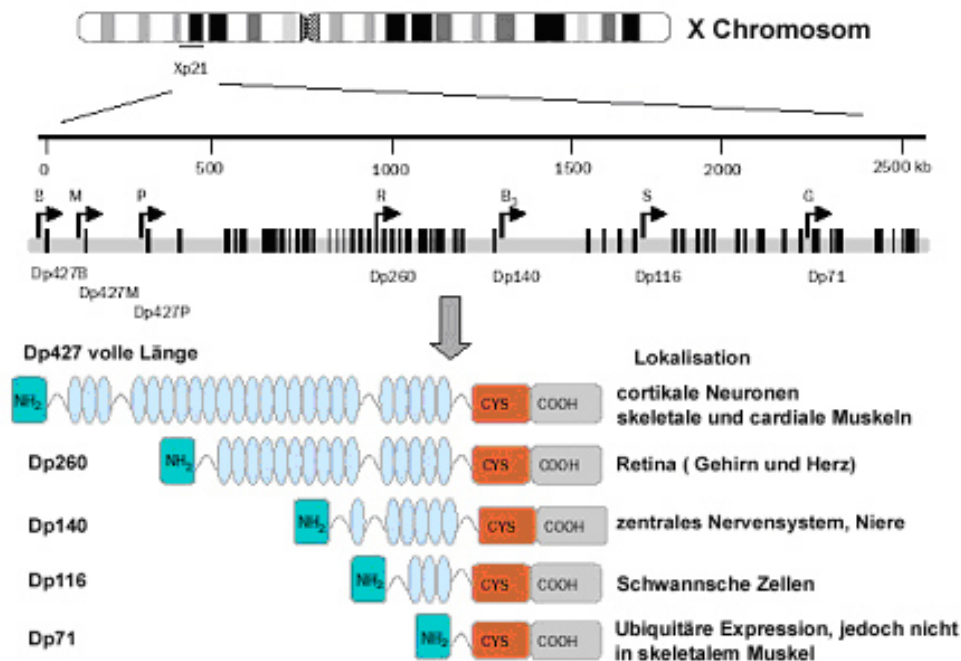 X Chromosom
Xp21
0 500 1000 1500 2000 2500 kb
B M P R B3 S G
Dp427B Dp260 Dp140 Dp116 Dp71
Dp427M
Dp427P
Dp427 volle Länge
Lokalisation
NH2 CYS COOH cortikale Neuronen
skeletale und cardiale Muskeln
Dp260 NH2 CYS COOH Retina ( Gehirn und Herz)
Dp140 NH2 CYS COOH zentrales Nervensystem, Niere
Dp116 NH2 CYS COOH Schwannsche Zellen
Dp71 NH2 CYS COOH Ubiquitäre Expression, jedoch nicht
in skeletalem Muskel